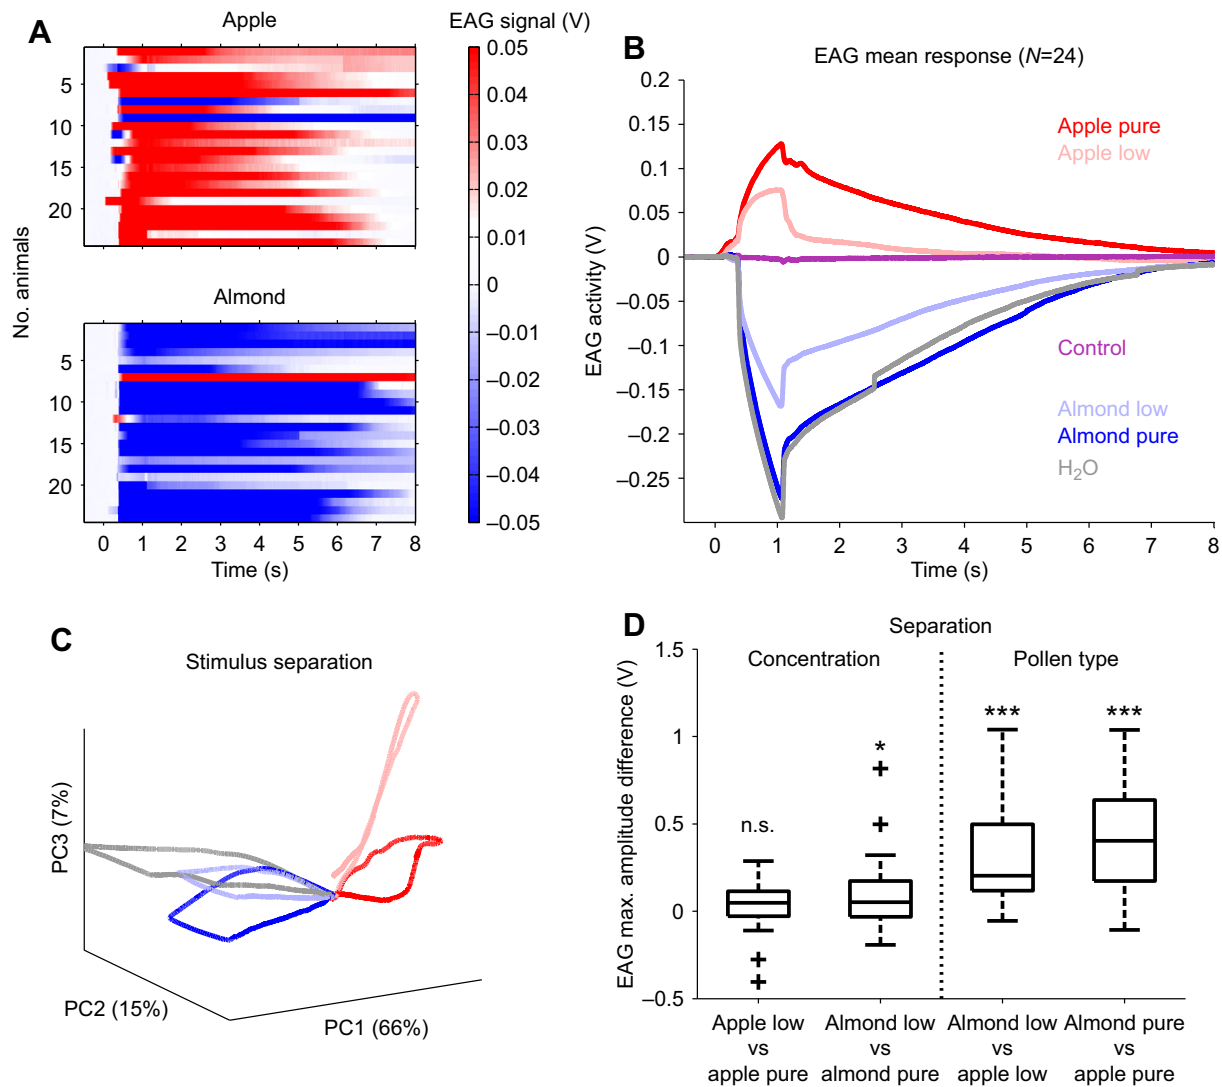 A
Apple
EAG signal (V)
5
10
15
20
0.05
0.04
0.03
0.02
0.01
0
–0.01
–0.02
–0.03
–0.04
–0.05
No. animals
Almond
5
10
15
20
0 1 2 3 4 5 6 7 8
Time (s)
B
EAG mean response (N=24)
0.2
0.15
0.1
0.05
0
–0.05
–0.1
–0.15
–0.2
–0.25
EAG activity (V)
Apple pure
Apple low
Control
Almond low
Almond pure
H2O
0 1 2 3 4 5 6 7 8
Time (s)
C
Stimulus separation
PC3 (7%)
PC2 (15%)
PC1 (66%)
D
Separation
Concentration
Pollen type
1.5
1
0.5
0
–0.5
EAG max. amplitude difference (V)
n.s.
*
***
***
Apple low vs apple pure
Almond low vs almond pure
Almond low vs apple low
Almond pure vs apple pure